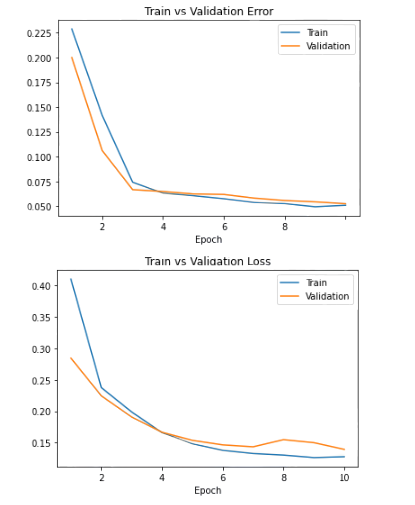 Train vs Validation Error
Train
Validation
0.225
0.200
0.175
0.150
0.125
0.100
0.075
0.050
2
4
6
8
Epoch
Train vs Validation Loss
Train
Validation
0.40
0.35
0.30
0.25
0.20
0.15
2
4
6
8
10
Epoch